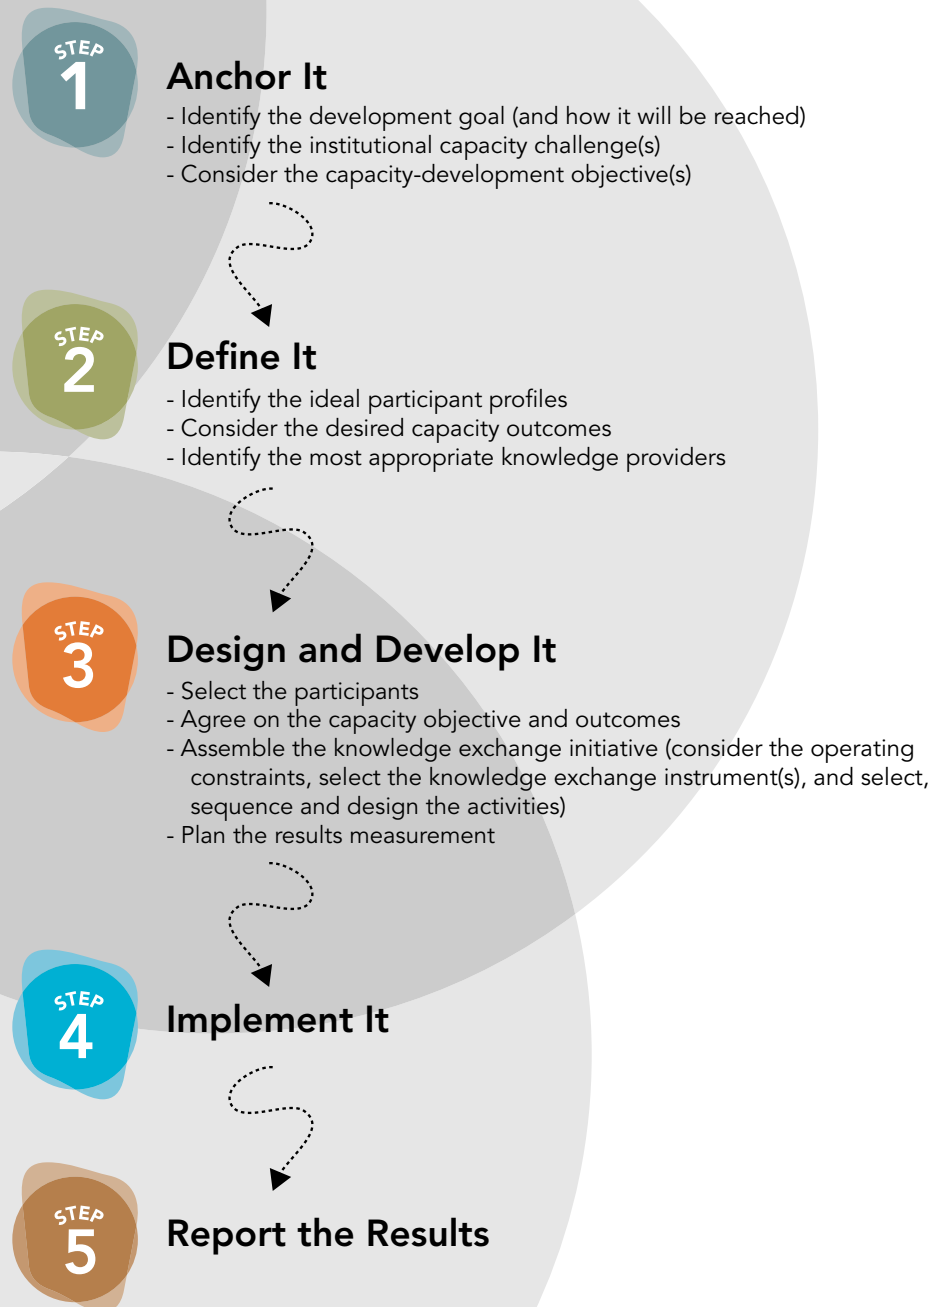 STEP
1
Anchor It
- Identify the development goal (and how it will be reached)
- Identify the institutional capacity challenge(s)
- Consider the capacity-development objective(s)
STEP
2
Define It
- Identify the ideal participant profiles
- Consider the desired capacity outcomes
- Identify the most appropriate knowledge providers
STEP
3
Design and Develop It
- Select the participants
- Agree on the capacity objective and outcomes
- Assemble the knowledge exchange initiative (consider the operating
constraints, select the knowledge exchange instrument(s), and select,
sequence and design the activities)
- Plan the results measurement
STEP
4
Implement It
STEP
5
Report the Results